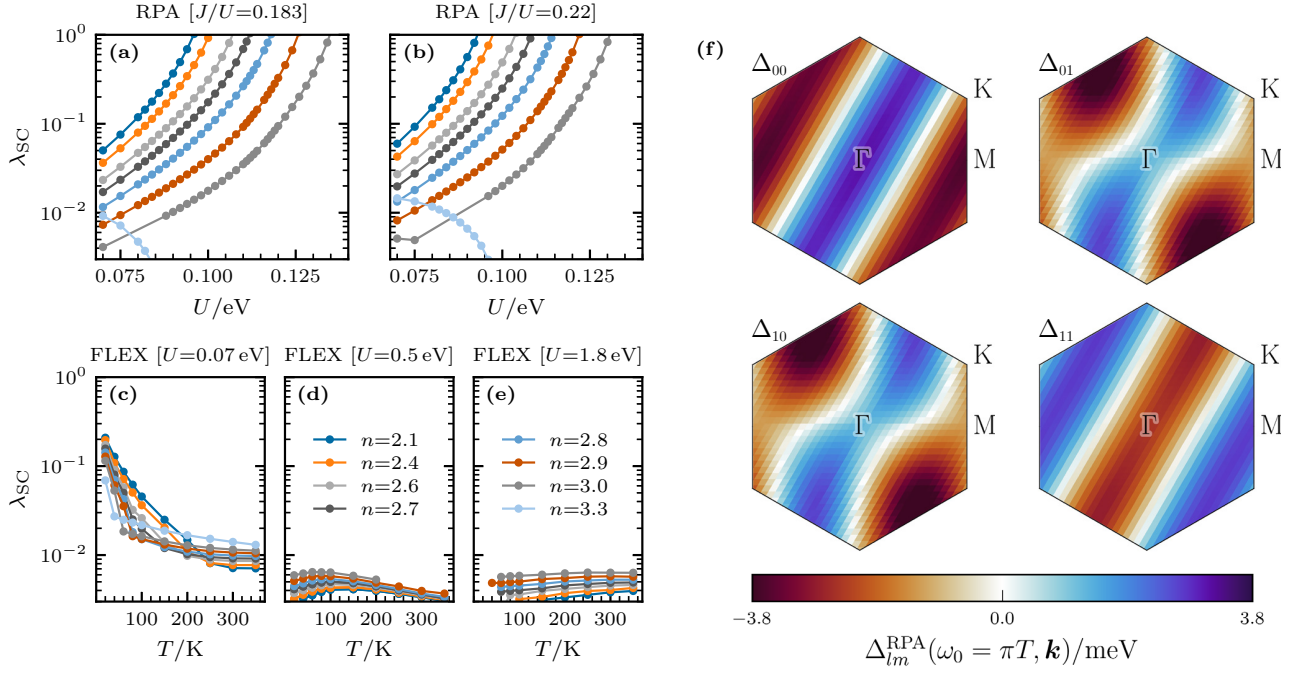 RPA [J/U=0.183]
RPA [J/U=0.22]
(a)
(b)
(f)
10⁰
10⁻¹
10⁻²
λ_SC
0.075 0.100 0.125
0.075 0.100 0.125
U/eV
U/eV
FLEX [U=0.07 eV]
FLEX [U=0.5 eV]
FLEX [U=1.8 eV]
(c)
(d)
(e)
10⁰
10⁻¹
10⁻²
λ_SC
n=2.1
n=2.4
n=2.6
n=2.7
n=2.8
n=2.9
n=3.0
n=3.3
100 200 300
100 200 300
100 200 300
T/K
T/K
T/K
Δ₀₀
K
Γ
M
Δ₀₁
K
Γ
M
Δ₁₀
K
Γ
M
Δ₁₁
K
Γ
M
−3.8 0.0 3.8
Δ_lm^RPA(ω₀ = πT, k)/meV